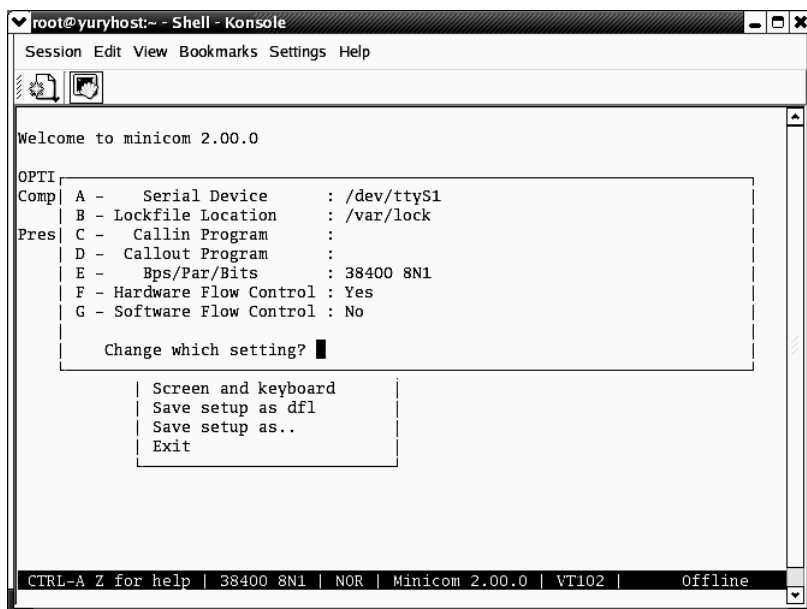 root@yuryhost:~ - Shell - Konsole
Session Edit View Bookmarks Settings Help
Welcome to minicom 2.00.0
OPTI
Comp A - Serial Device : /dev/ttyS1
B - Lockfile Location : /var/lock
Pres C - Callin Program :
D - Callout Program :
E - Bps/Par/Bits : 38400 8N1
F - Hardware Flow Control : Yes
G - Software Flow Control : No
Change which setting?
Screen and keyboard
Save setup as dfl
Save setup as..
Exit
CTRL-A Z for help | 38400 8N1 | NOR | Minicom 2.00.0 | VT102 | Offline